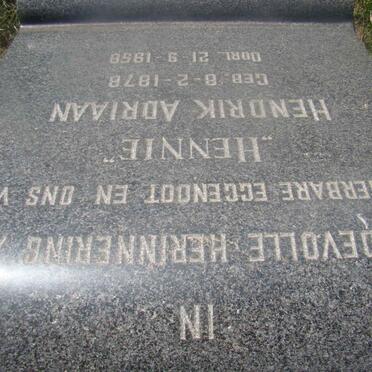 IN
DEVOLLE HERINNERING A
ERBARE EGGENOOT EN ONS V
„HENNIE"
HENDRIK ADRIAAN
GEB. 8-2-1878
OORL. 21-9-1958